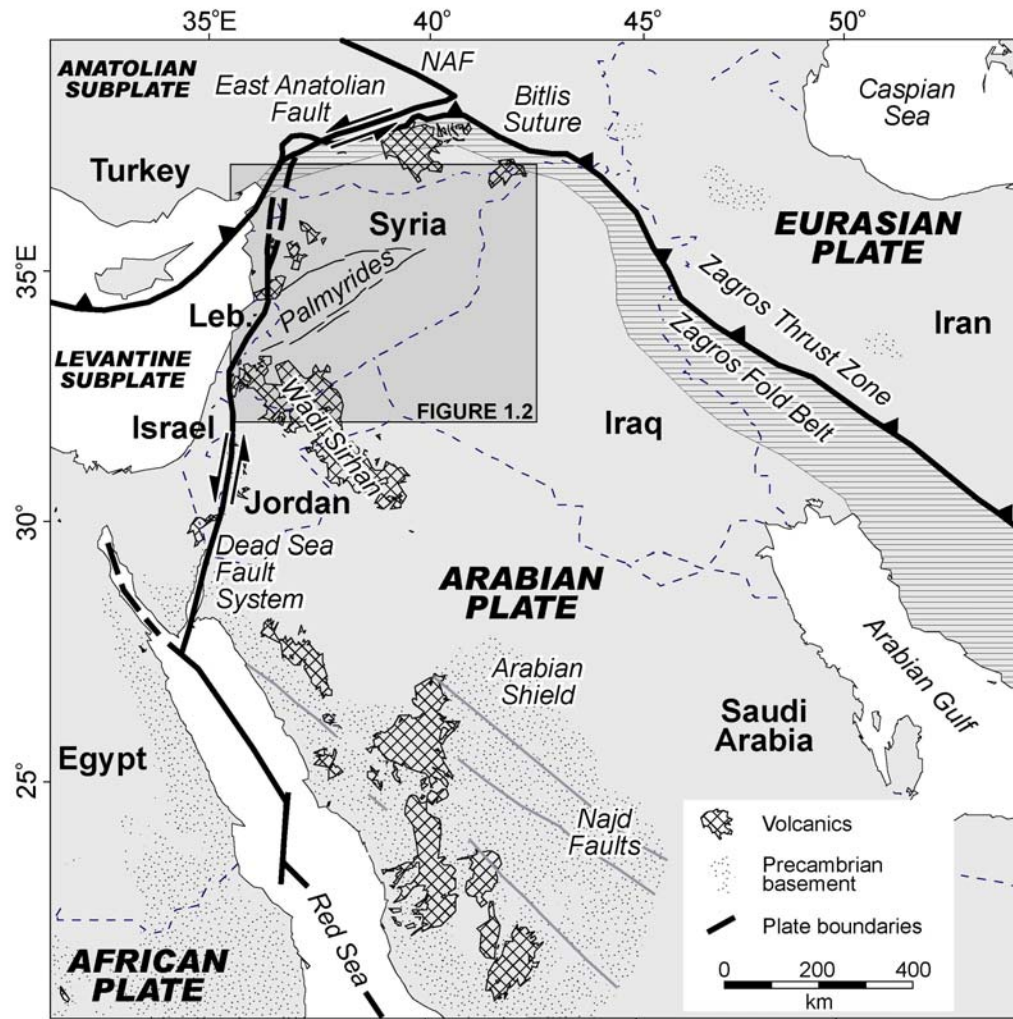 35°E
40°E
45°E
50°E
ANATOLIAN
SUBPLATE
NAF
East Anatolian
Fault
Bitlis
Suture
Caspian
Sea
Turkey
Syria
EURASIAN
PLATE
35°E
Palmyrides
Zagros Thrust Zone
Iran
Leb.
LEVANTINE
SUBPLATE
Zagros Fold Belt
FIGURE 1.2
Israel
Wadi Sirhan
Iraq
Jordan
30°
Dead Sea
Fault
System
ARABIAN
PLATE
Arabian
Shield
Arabian Gulf
Saudi
Arabia
Egypt
25°
Najd
Faults
Volcanics
Precambrian
basement
Plate boundaries
Red Sea
AFRICAN
PLATE
0 200 400
km